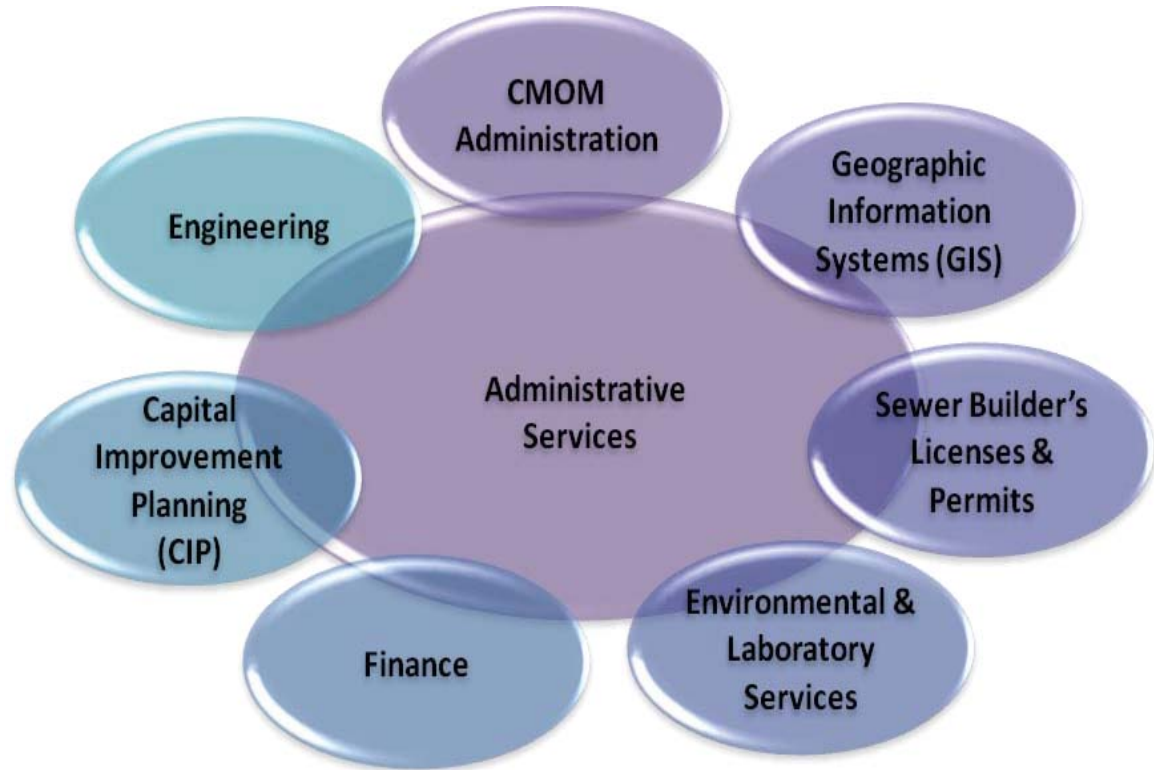 CMOM
Administration
Geographic
Information
Systems (GIS)
Engineering
Administrative
Services
Sewer Builder’s
Licenses &
Permits
Capital
Improvement
Planning
(CIP)
Environmental &
Laboratory
Services
Finance